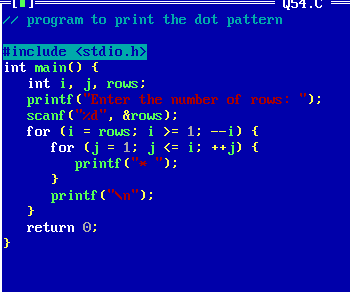 [■] Q54.C
// program to print the dot pattern
#include <stdio.h>
int main() {
int i, j, rows;
printf("Enter the number of rows: ");
scanf("%d", &rows);
for (i = rows; i >= 1; --i) {
for (j = 1; j <= i; ++j) {
printf("* ");
}
printf("\n");
}
return 0;
}